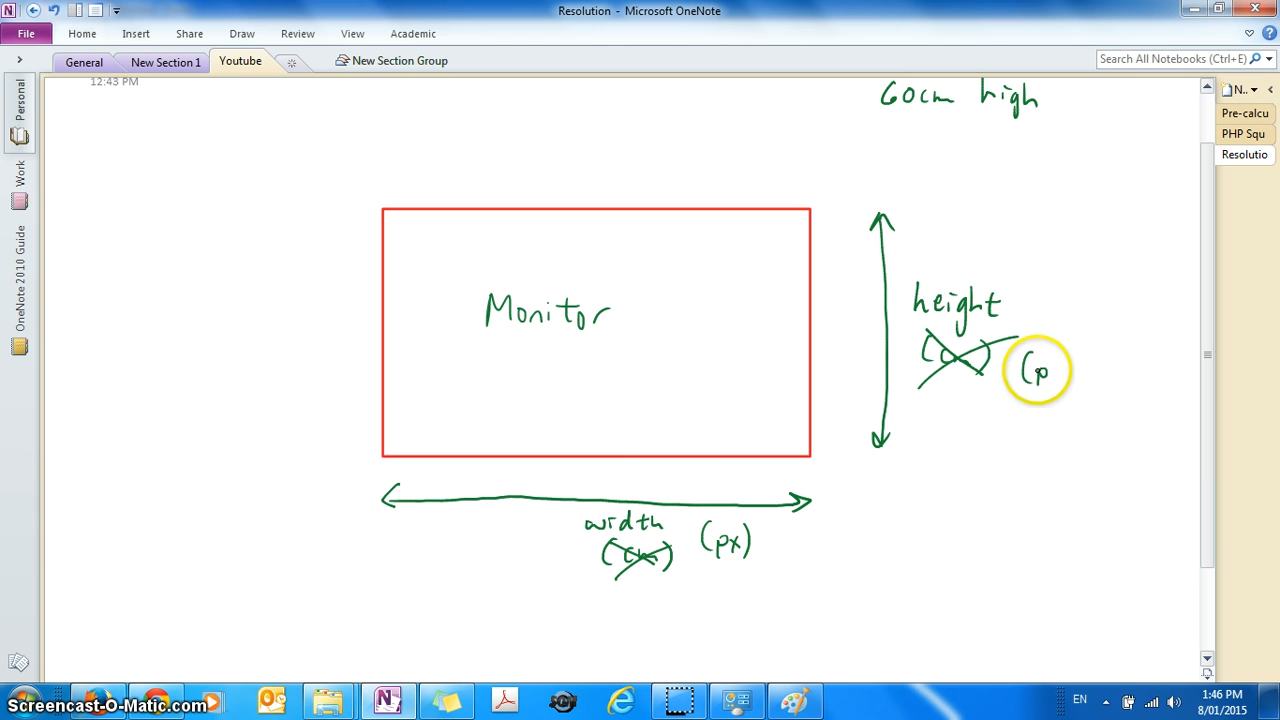 Resolution - Microsoft OneNote
File Home Insert Share Draw Review View Academic
General New Section 1 Youtube New Section Group
Search All Notebooks (Ctrl+E)
N..
Personal
Work
OneNote 2010 Guide
Pre-calcu
PHP Squ
Resolutio
12:43 PM
60cm high
Monitor
height
(cm) (p
width
(cm) (px)
Screencast-O-Matic.com
EN
1:46 PM
8/01/2015